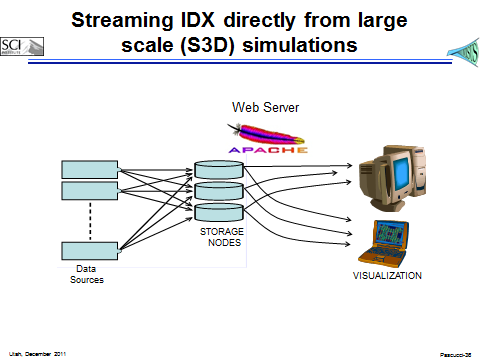 Streaming IDX directly from large
scale (S3D) simulations
SCI
INSTITUTE
Web Server
APACHE
STORAGE
NODES
Data
Sources
VISUALIZATION
Utah, December 2011
Pascucci-36